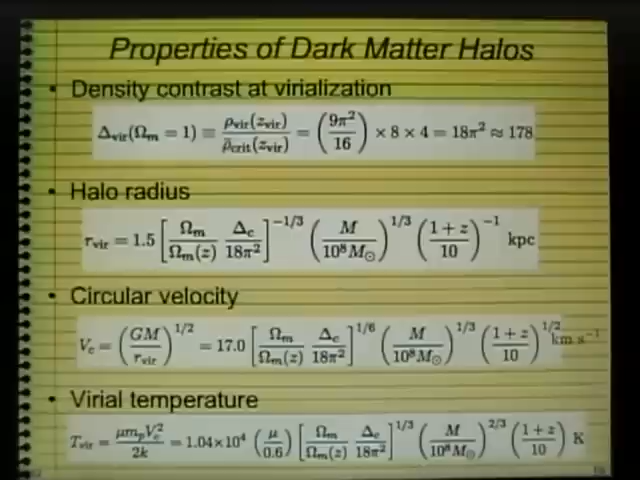 Properties of Dark Matter Halos
• Density contrast at virialization
Δvir(Ωm = 1) ≡ ρvir(zvir)/ρ̄crit(zvir) = (9π²/16) × 8 × 4 = 18π² ≈ 178
• Halo radius
rvir = 1.5 [Ωm/Ωm(z) Δc/18π²]^−1/3 (M/10⁸M⊙)^1/3 ((1+z)/10)^−1 kpc
• Circular velocity
Vc = (GM/rvir)^1/2 = 17.0 [Ωm/Ωm(z) Δc/18π²]^1/6 (M/10⁸M⊙)^1/3 ((1+z)/10)^1/2 km s⁻¹
• Virial temperature
Tvir = μmpVc²/2k = 1.04×10⁴ (μ/0.6) [Ωm/Ωm(z) Δc/18π²]^1/3 (M/10⁸M⊙)^2/3 ((1+z)/10) K